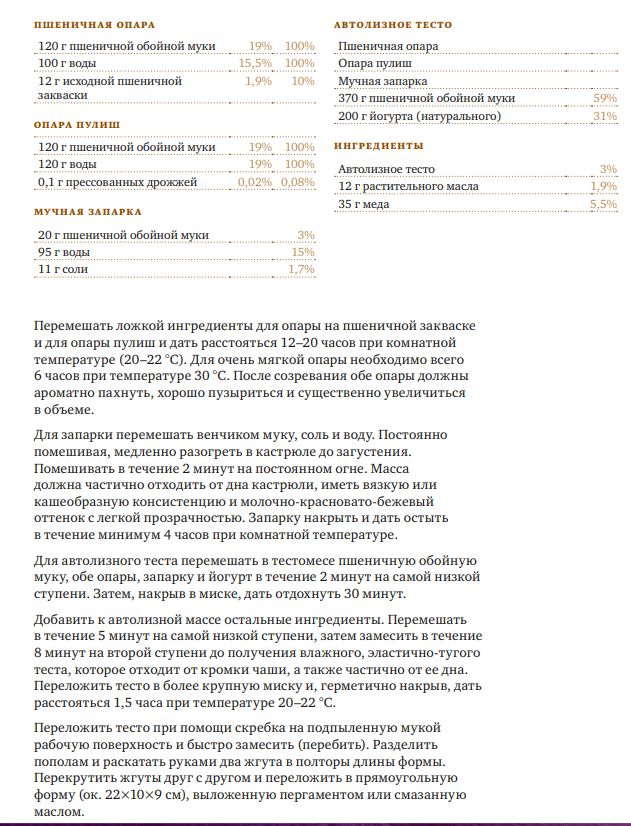 ПШЕНИЧНАЯ ОПАРА
120 г пшеничной обойной муки 19% 100%
100 г воды 15,5% 100%
12 г исходной пшеничной
закваски 1,9% 10%
ОПАРА ПУЛИШ
120 г пшеничной обойной муки 19% 100%
120 г воды 19% 100%
0,1 г прессованных дрожжей 0,02% 0,08%
МУЧНАЯ ЗАПАРКА
20 г пшеничной обойной муки 3%
95 г воды 15%
11 г соли 1,7%
АВТОЛИЗНОЕ ТЕСТО
Пшеничная опара
Опара пулиш
Мучная запарка
370 г пшеничной обойной муки 59%
200 г йогурта (натурального) 31%
ИНГРЕДИЕНТЫ
Автолизное тесто 3%
12 г растительного масла 1,9%
35 г меда 5,5%
Перемешать ложкой ингредиенты для опары на пшеничной закваске
и для опары пулиш и дать расстояться 12–20 часов при комнатной
температуре (20–22 °C). Для очень мягкой опары необходимо всего
6 часов при температуре 30 °C. После созревания обе опары должны
ароматно пахнуть, хорошо пузыриться и существенно увеличиться
в объеме.
Для запарки перемешать венчиком муку, соль и воду. Постоянно
помешивая, медленно разогреть в кастрюле до загустения.
Помешивать в течение 2 минут на постоянном огне. Масса
должна частично отходить от дна кастрюли, иметь вязкую или
кашеобразную консистенцию и молочно-красновато-бежевый
оттенок с легкой прозрачностью. Запарку накрыть и дать остыть
в течение минимум 4 часов при комнатной температуре.
Для автолизного теста перемешать в тестомесе пшеничную обойную
муку, обе опары, запарку и йогурт в течение 2 минут на самой низкой
ступени. Затем, накрыв в миске, дать отдохнуть 30 минут.
Добавить к автолизной массе остальные ингредиенты. Перемешать
в течение 5 минут на самой низкой ступени, затем замесить в течение
8 минут на второй ступени до получения влажного, эластично-тугого
теста, которое отходит от кромки чаши, а также частично от ее дна.
Переложить тесто в более крупную миску и, герметично накрыв, дать
расстояться 1,5 часа при температуре 20–22 °C.
Переложить тесто при помощи скребка на подпыленную мукой
рабочую поверхность и быстро замесить (перебить). Разделить
пополам и раскатать руками два жгута в полторы длины формы.
Перекрутить жгуты друг с другом и переложить в прямоугольную
форму (ок. 22×10×9 см), выложенную пергаментом или смазанную
маслом.